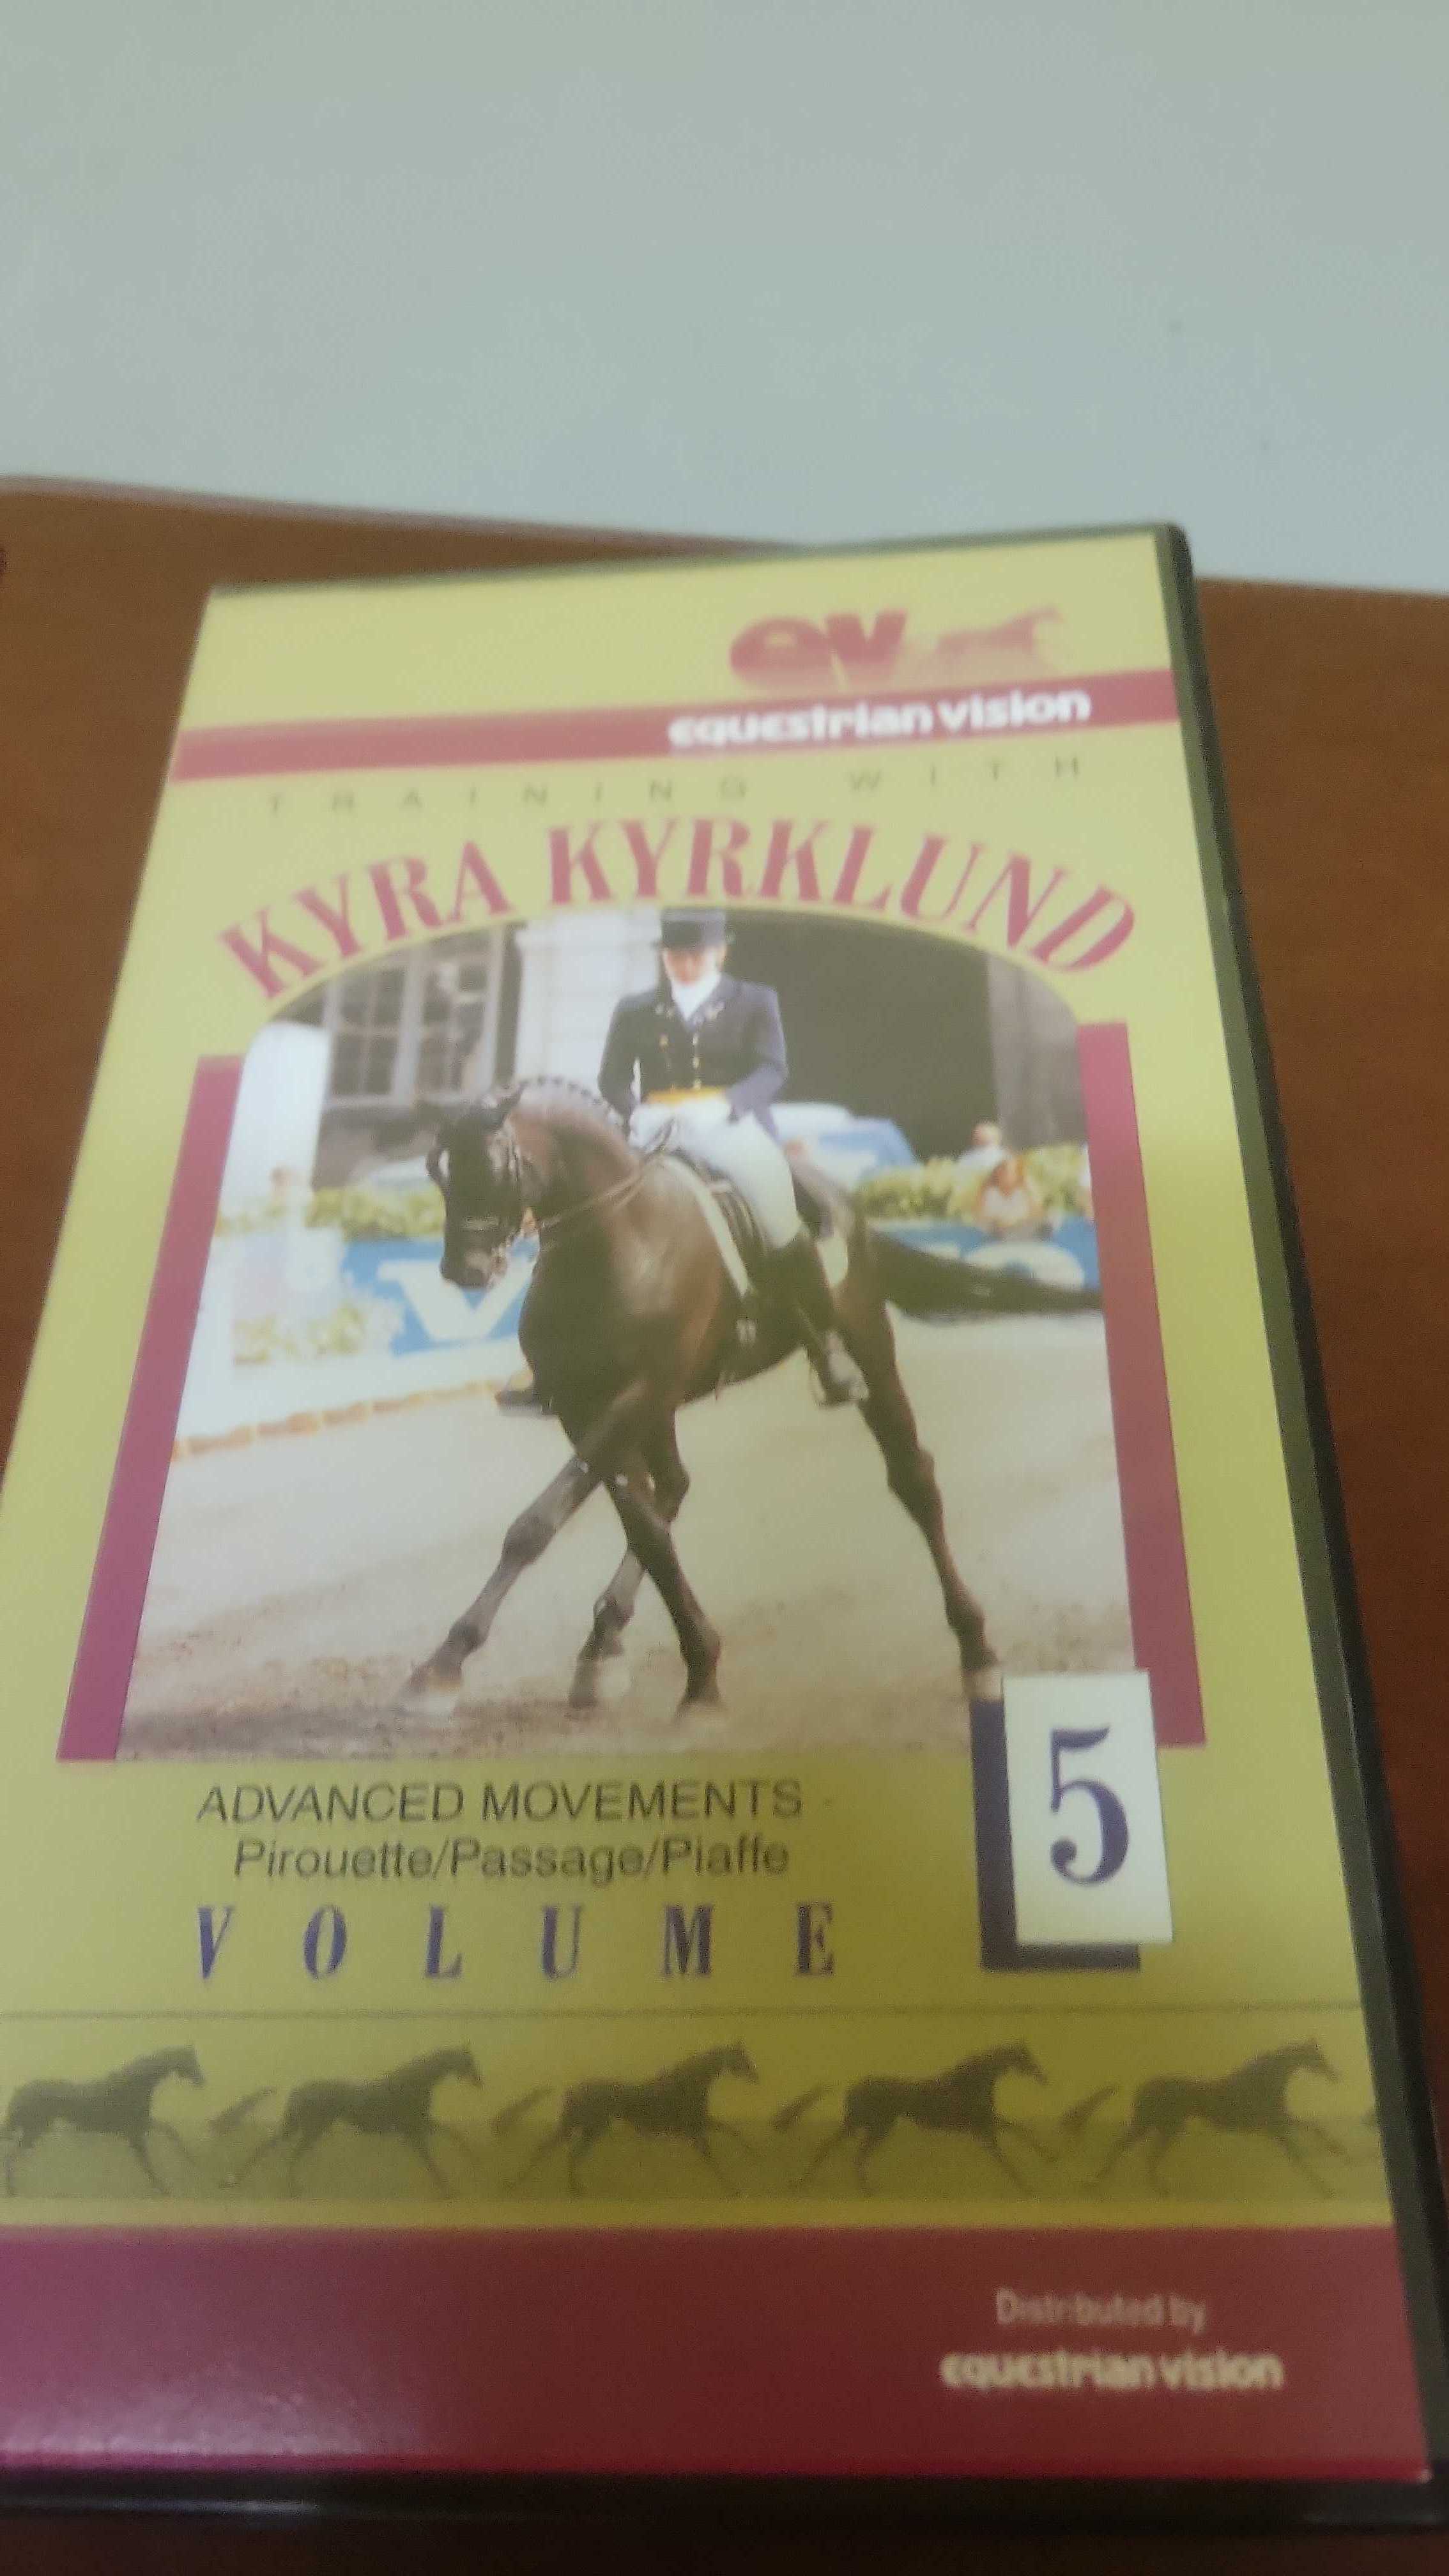 ev
equestrian vision
TRAINING WITH
KYRA KYRKLUND
ADVANCED MOVEMENTS
Pirouette/Passage/Piaffe
VOLUME
5
Distributed by
equestrian vision